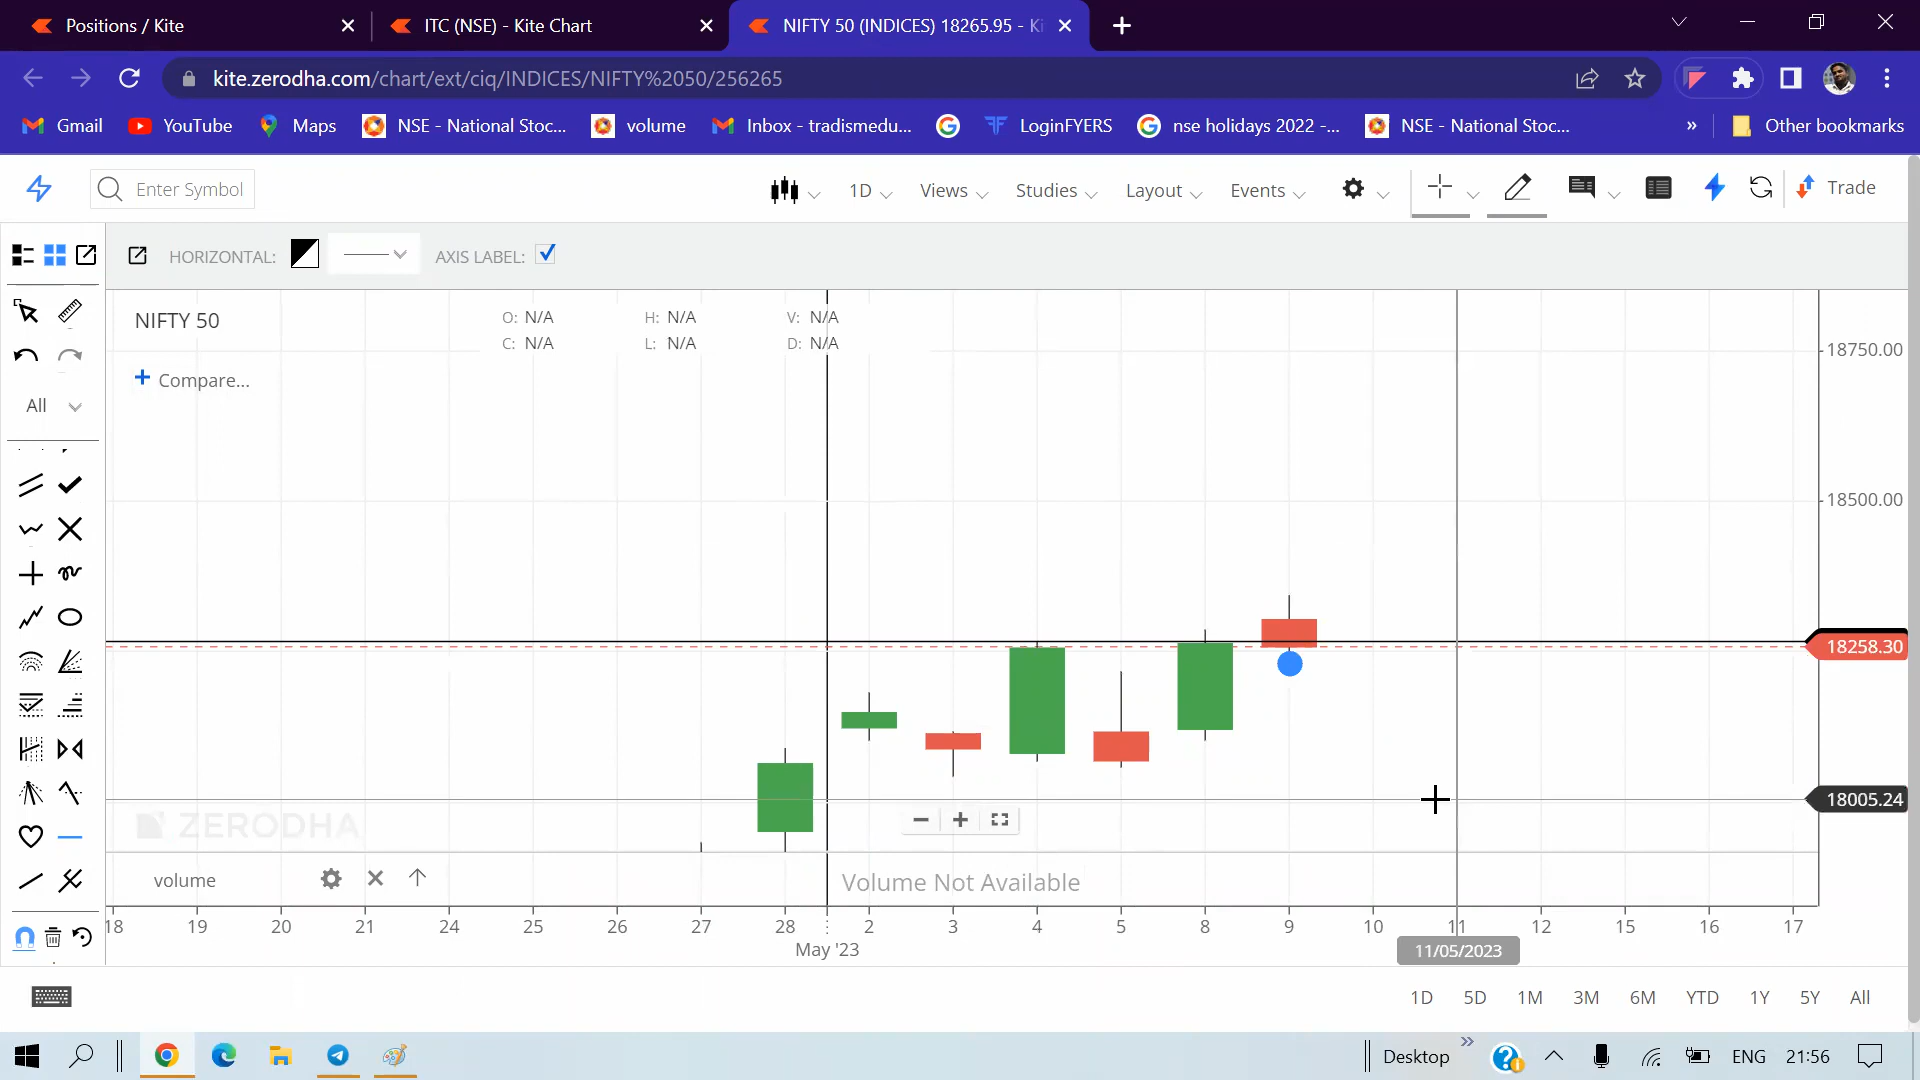 Positions / Kite
ITC (NSE) - Kite Chart
NIFTY 50 (INDICES) 18265.95 - Ki
kite.zerodha.com/chart/ext/ciq/INDICES/NIFTY%2050/256265
Gmail
YouTube
Maps
NSE - National Stoc...
volume
Inbox - tradismedu...
LoginFYERS
nse holidays 2022 -...
NSE - National Stoc...
»
Other bookmarks
Enter Symbol
1D
Views
Studies
Layout
Events
Trade
HORIZONTAL:
AXIS LABEL:
NIFTY 50
O: N/A H: N/A V: N/A
C: N/A L: N/A D: N/A
+ Compare...
All
18750.00
18500.00
18258.30
18005.24
ZERODHA
volume
Volume Not Available
18 19 20 21 24 25 26 27 28 2 3 4 5 8 9 10 11 12 15 16 17
May '23
11/05/2023
1D 5D 1M 3M 6M YTD 1Y 5Y All
Desktop
»
ENG
21:56